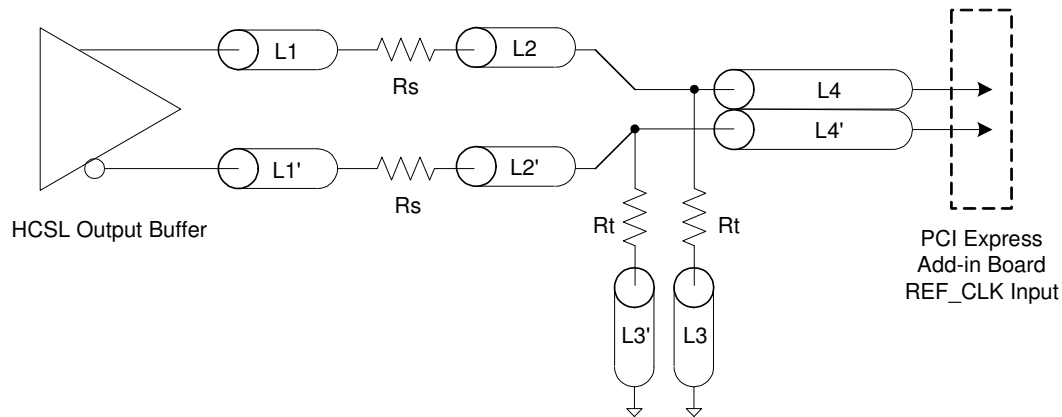 L1
Rs
L2
L4
L4'
L1'
Rs
L2'
HCSL Output Buffer
Rt
Rt
L3'
L3
PCI Express
Add-in Board
REF_CLK Input